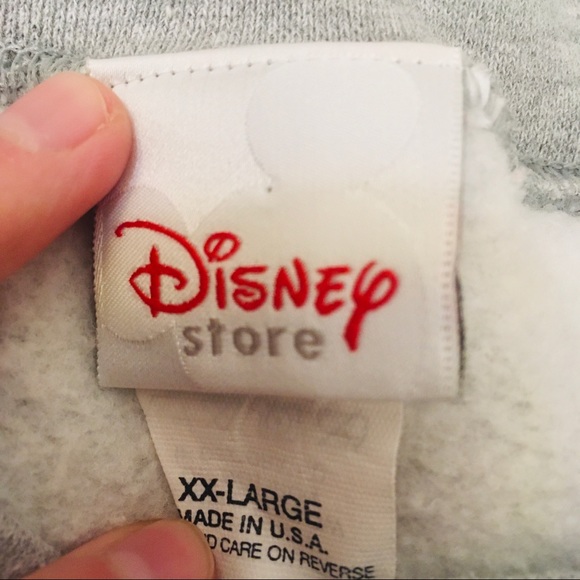 Disney
store
XX-LARGE
MADE IN U.S.A.
CARE ON REVERSE